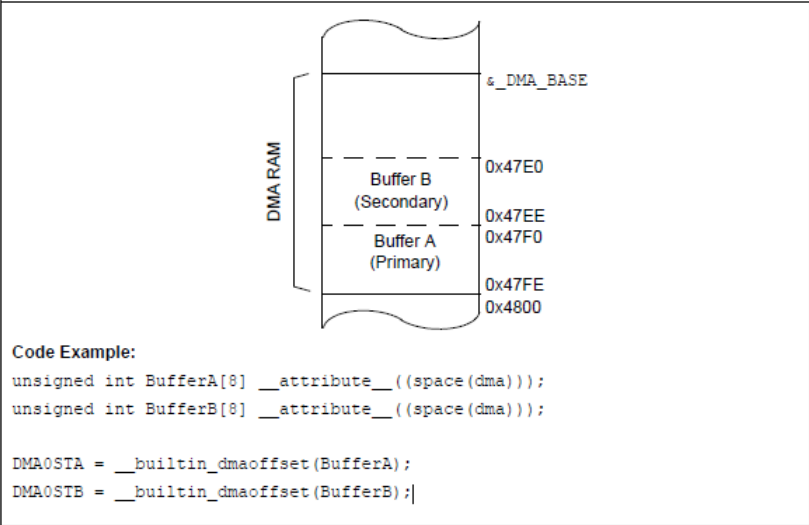 &_DMA_BASE
DMA RAM
0x47E0
Buffer B
(Secondary)
0x47EE
0x47F0
Buffer A
(Primary)
0x47FE
0x4800
Code Example:
unsigned int BufferA[8] __attribute__((space(dma)));
unsigned int BufferB[8] __attribute__((space(dma)));
DMA0STA = __builtin_dmaoffset(BufferA);
DMA0STB = __builtin_dmaoffset(BufferB);